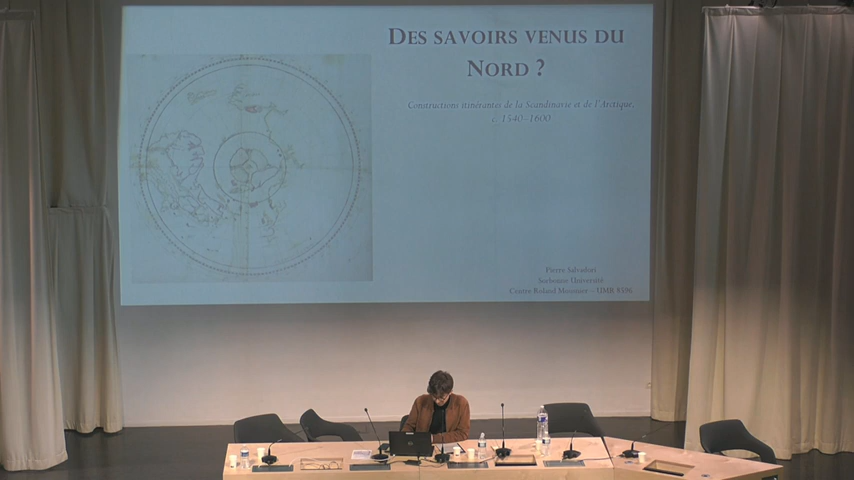 DES SAVOIRS VENUS DU
NORD ?
Constructions itinérantes de la Scandinavie et de l'Arctique,
c. 1540-1600
Pierre Salvadori
Sorbonne Université
Centre Roland Mousnier – UMR 8596